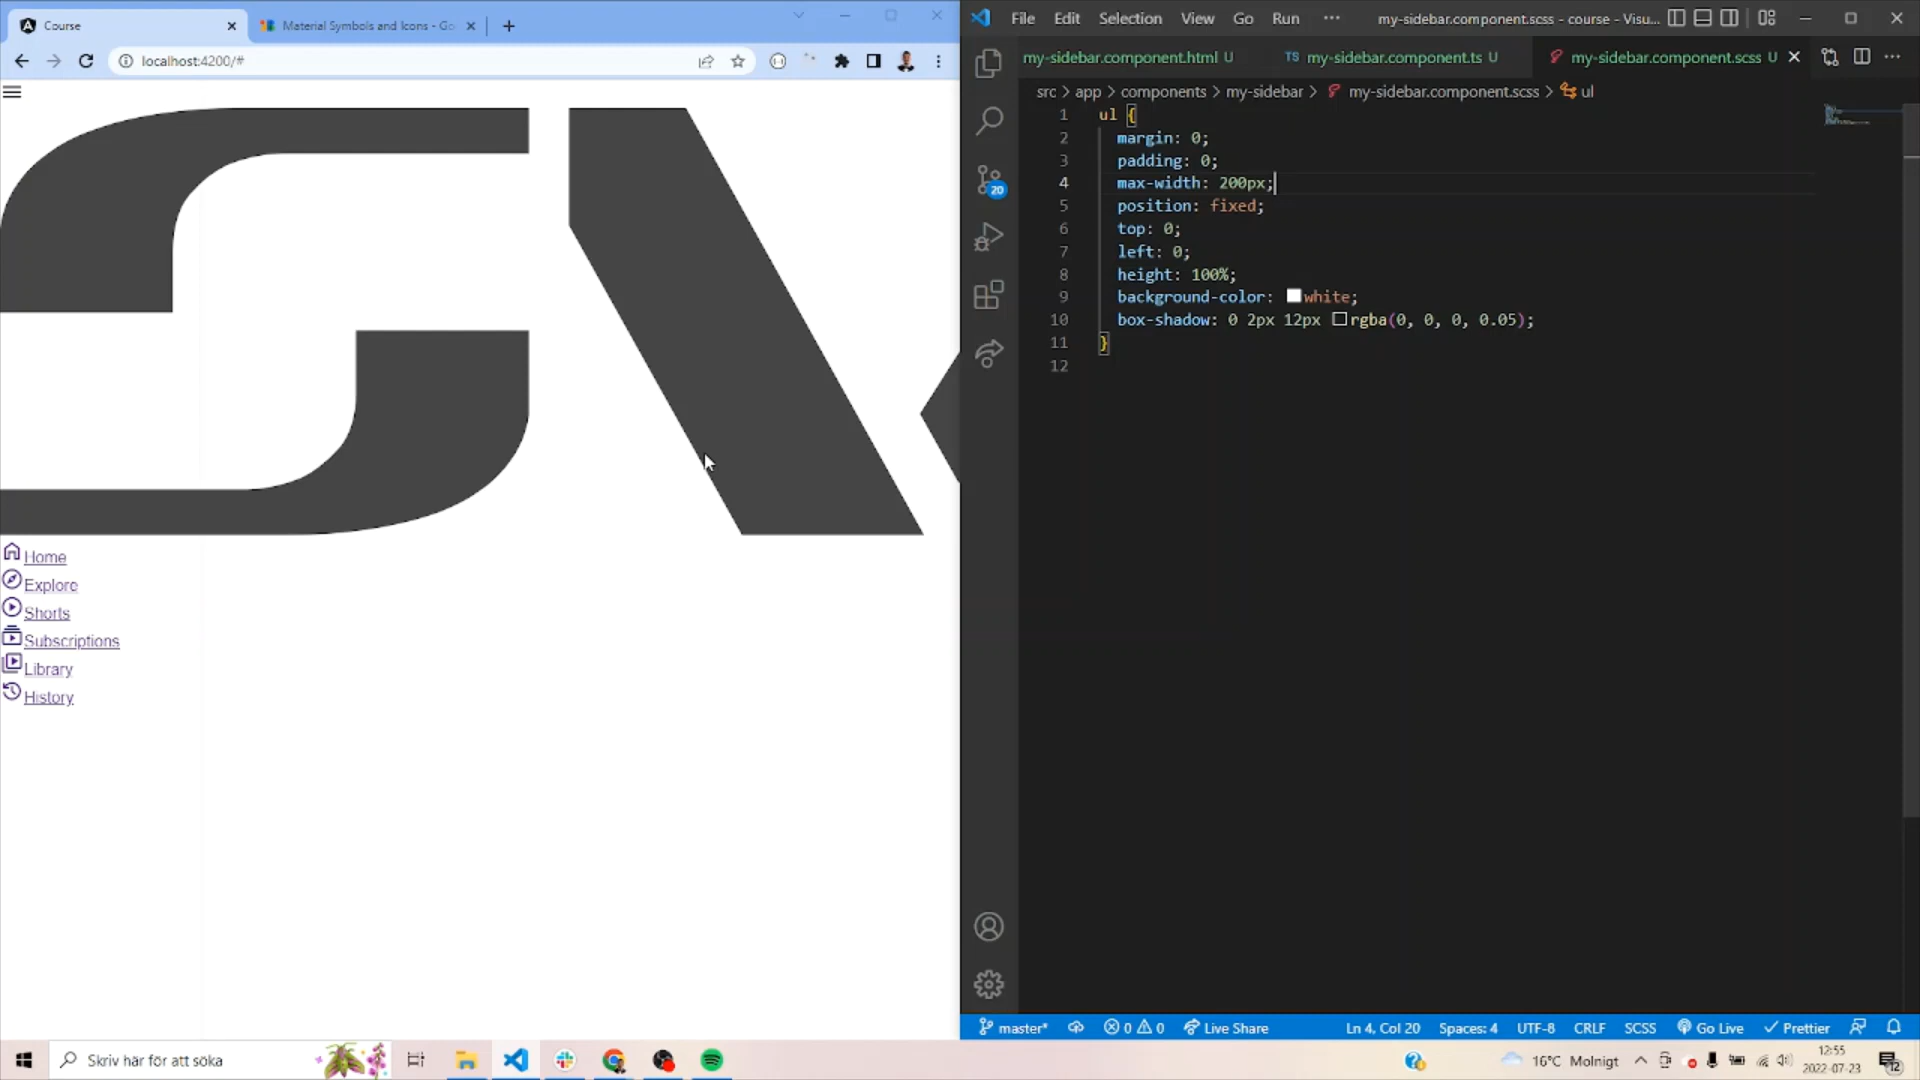 Course
Material Symbols and Icons - Go
localhost:4200/#
Home
Explore
Shorts
Subscriptions
Library
History
File Edit Selection View Go Run ··· my-sidebar.component.scss - course - Visu...
my-sidebar.component.html U
TS my-sidebar.component.ts U
my-sidebar.component.scss U
src > app > components > my-sidebar > my-sidebar.component.scss > ul
1 ul {
2 margin: 0;
3 padding: 0;
4 max-width: 200px;
5 position: fixed;
6 top: 0;
7 left: 0;
8 height: 100%;
9 background-color: white;
10 box-shadow: 0 2px 12px rgba(0, 0, 0, 0.05);
11 }
12
20
master* 0 0 Live Share Ln 4, Col 20 Spaces: 4 UTF-8 CRLF SCSS Go Live Prettier
Skriv här för att söka
16°C Molnigt
12:55
2022-07-23
12